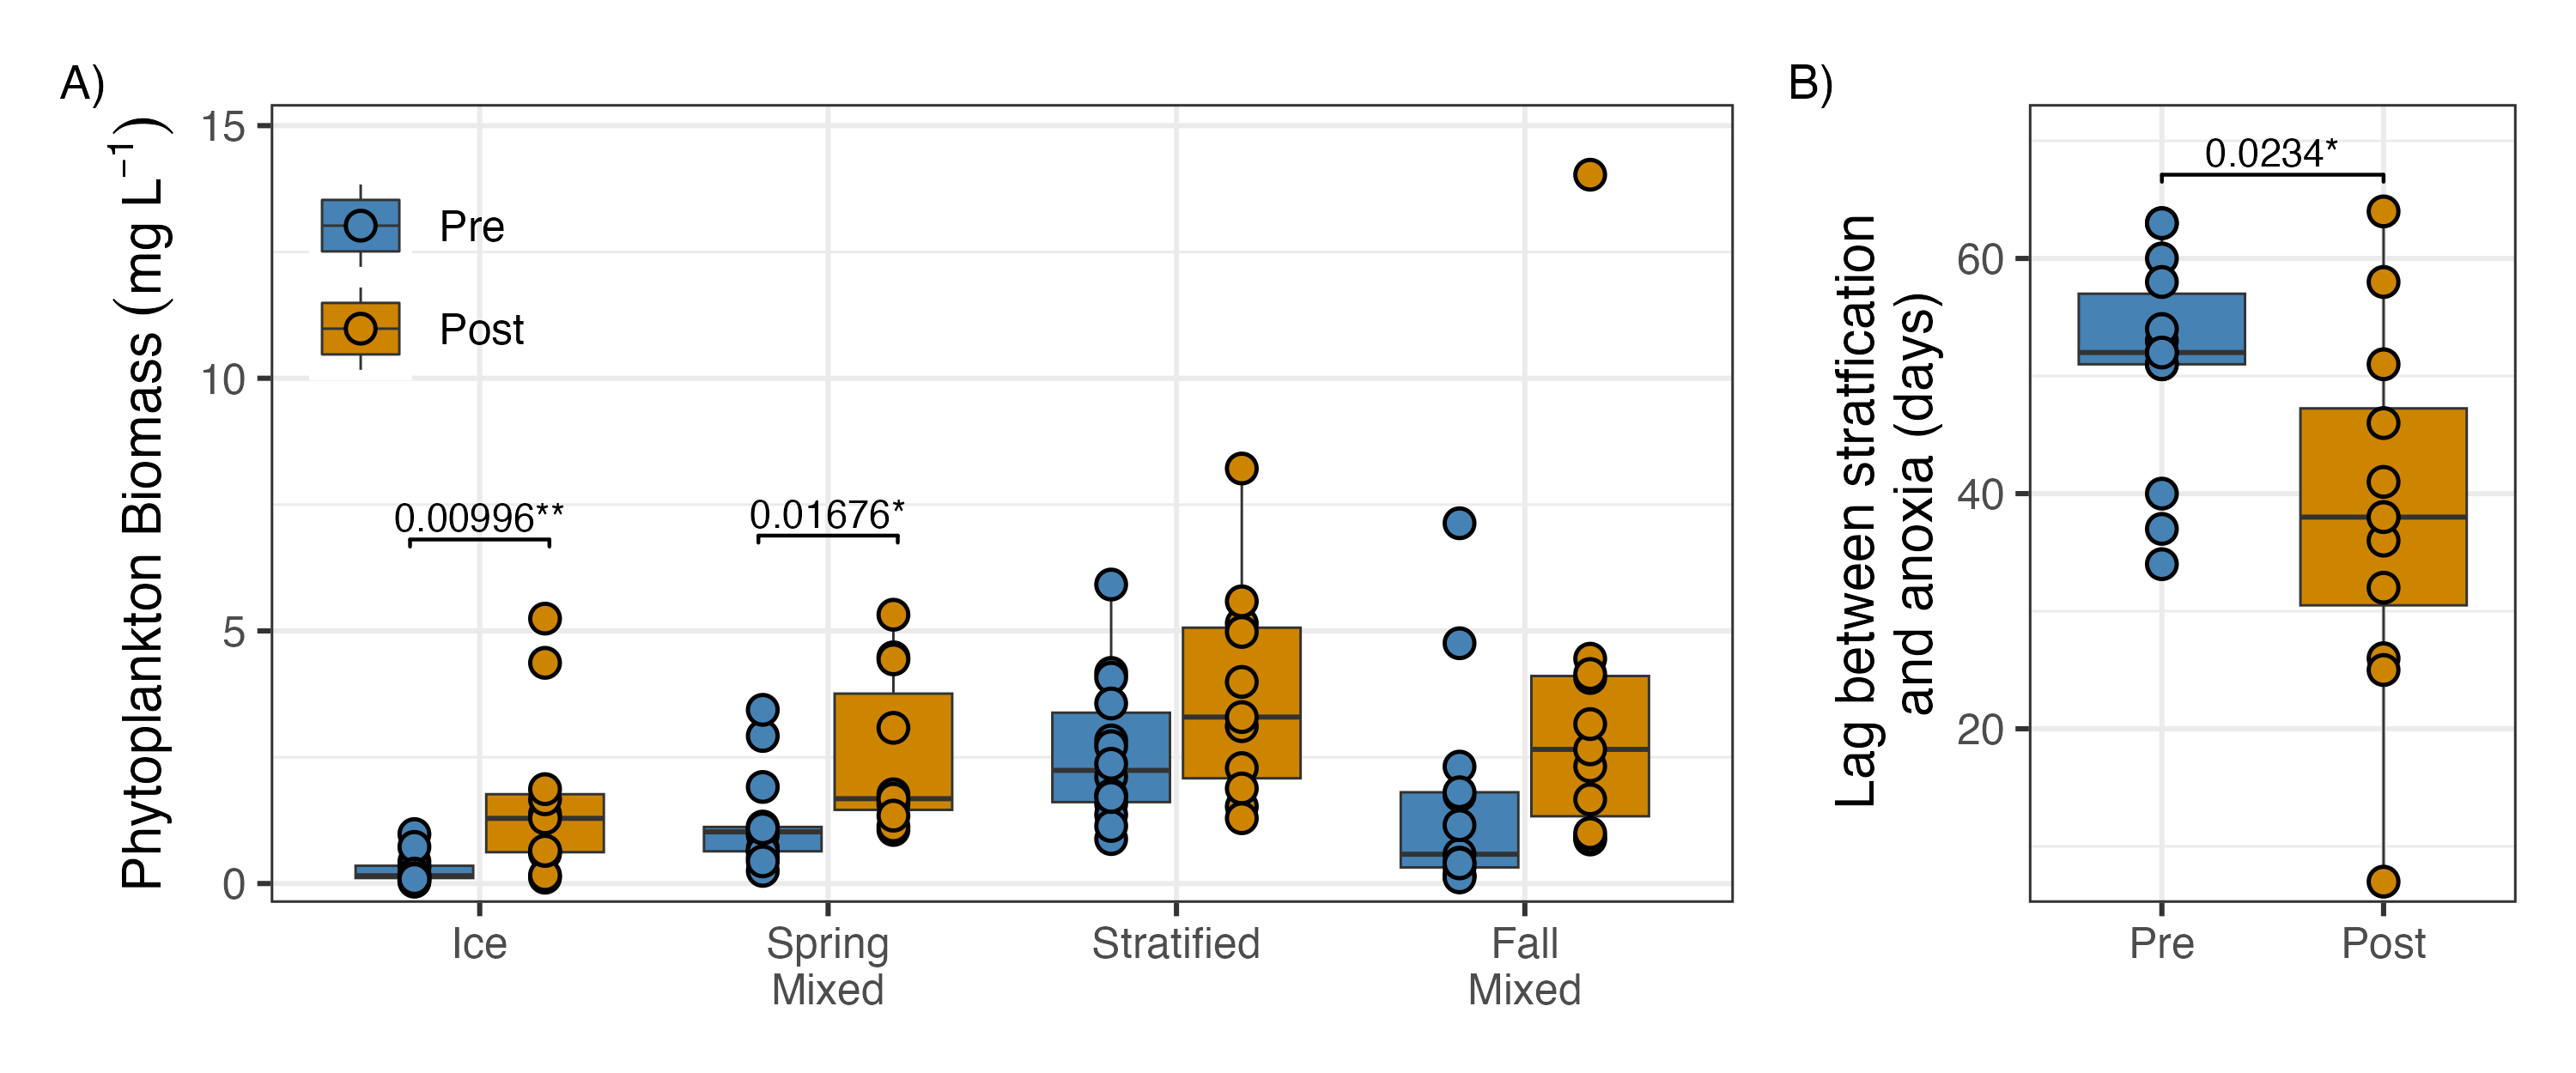 A)
Phytoplankton Biomass (mg L⁻¹)
15
10
5
0
Pre
Post
0.00996**
0.01676*
Ice
Spring
Mixed
Stratified
Fall
Mixed
B)
Lag between stratification
and anoxia (days)
60
40
20
0.0234*
Pre
Post